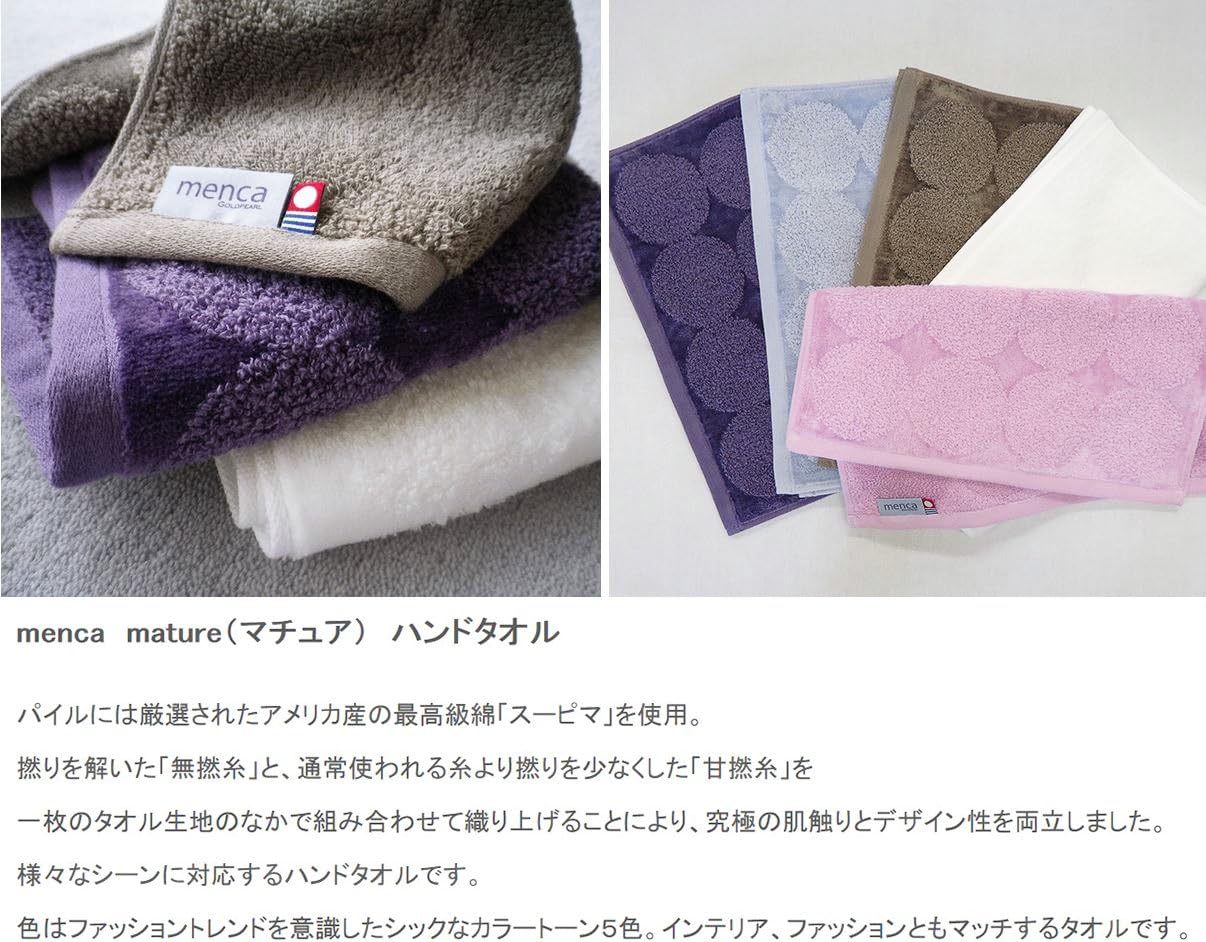 menca
GOLDPEARL
menca
menca mature（マチュア） ハンドタオル
パイルには厳選されたアメリカ産の最高級綿「スーピマ」を使用。
撚りを解いた「無撚糸」と、通常使われる糸より撚りを少なくした「甘撚糸」を
一枚のタオル生地のなかで組み合わせて織り上げることにより、究極の肌触りとデザイン性を両立しました。
様々なシーンに対応するハンドタオルです。
色はファッショントレンドを意識したシックなカラートーン5色。インテリア、ファッションともマッチするタオルです。